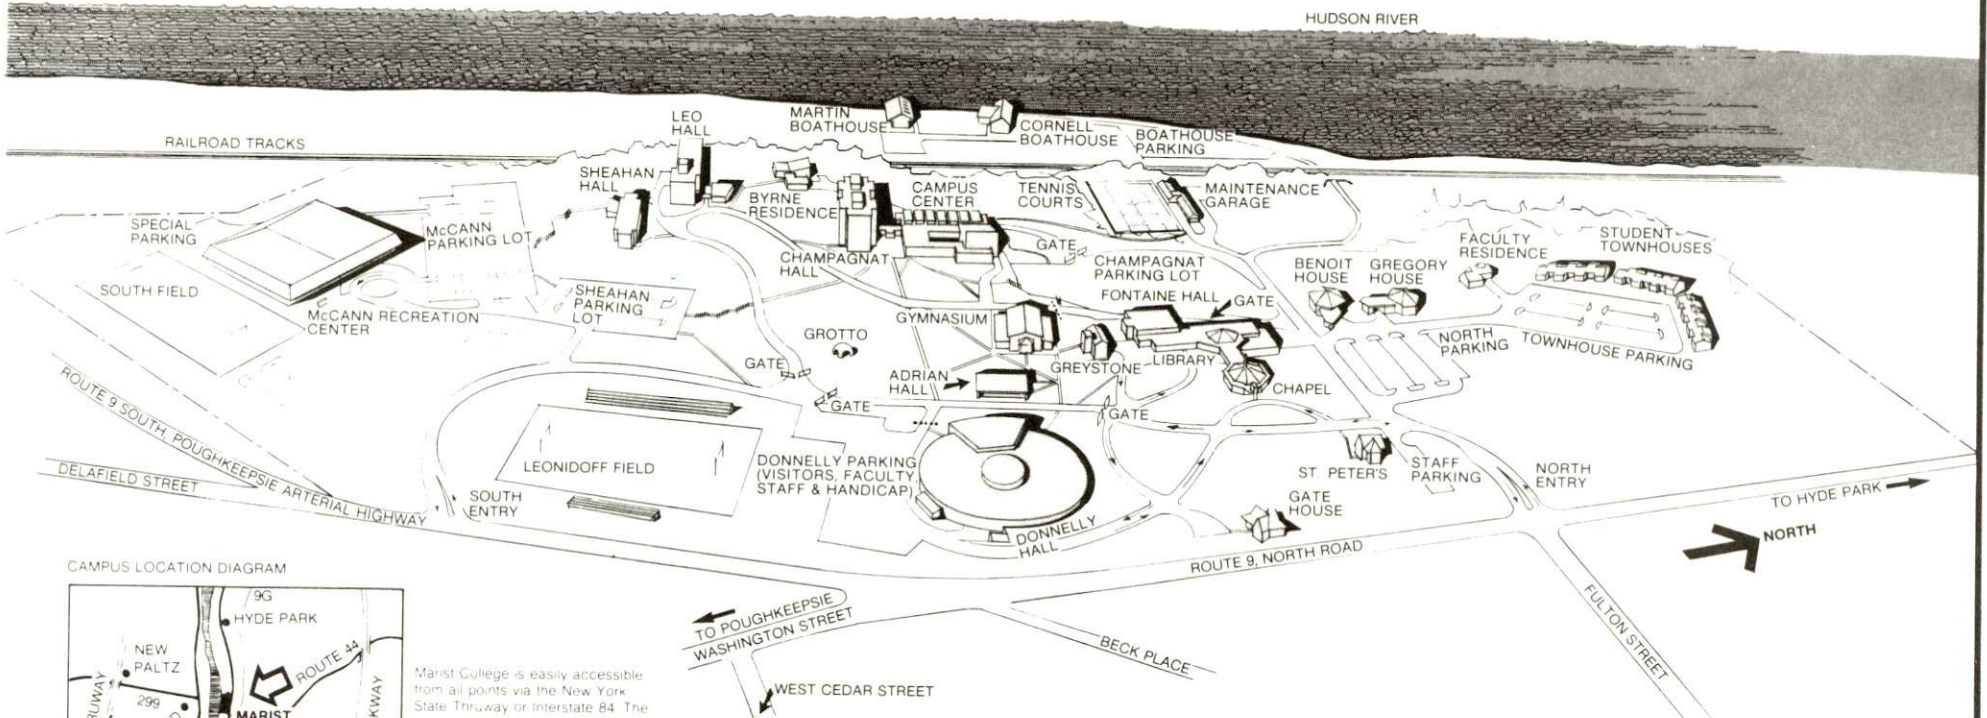 HUDSON RIVER
RAILROAD TRACKS
LEO
HALL
MARTIN
BOATHOUSE
CORNELL
BOATHOUSE
BOATHOUSE
PARKING
SHEAHAN
HALL
BYRNE
RESIDENCE
CAMPUS
CENTER
TENNIS
COURTS
MAINTENANCE
GARAGE
SPECIAL
PARKING
McCANN
PARKING LOT
CHAMPAGNAT
HALL
GATE
CHAMPAGNAT
PARKING LOT
BENOIT
HOUSE
GREGORY
HOUSE
FACULTY
RESIDENCE
STUDENT
TOWNHOUSES
SOUTH FIELD
McCANN RECREATION
CENTER
SHEAHAN
PARKING
LOT
GYMNASIUM
FONTAINE HALL
GATE
GROTTO
GATE
ADRIAN
HALL
GREYSTONE
LIBRARY
CHAPEL
NORTH
PARKING
TOWNHOUSE PARKING
GATE
GATE
ROUTE 9 SOUTH, POUGHKEEPSIE ARTERIAL HIGHWAY
DELAFIELD STREET
LEONIDOFF FIELD
SOUTH
ENTRY
DONNELLY PARKING
(VISITORS, FACULTY
STAFF & HANDICAP)
DONNELLY
HALL
ST. PETER'S
STAFF
PARKING
GATE
HOUSE
NORTH
ENTRY
TO HYDE PARK
NORTH
ROUTE 9, NORTH ROAD
FULTON STREET
TO POUGHKEEPSIE
WASHINGTON STREET
BECK PLACE
WEST CEDAR STREET
CAMPUS LOCATION DIAGRAM
9G
HYDE PARK
NEW
PALTZ
ROUTE 44
299
MARIST
Marist College is easily accessible
from all points via the New York
State Thruway or Interstate 84. The